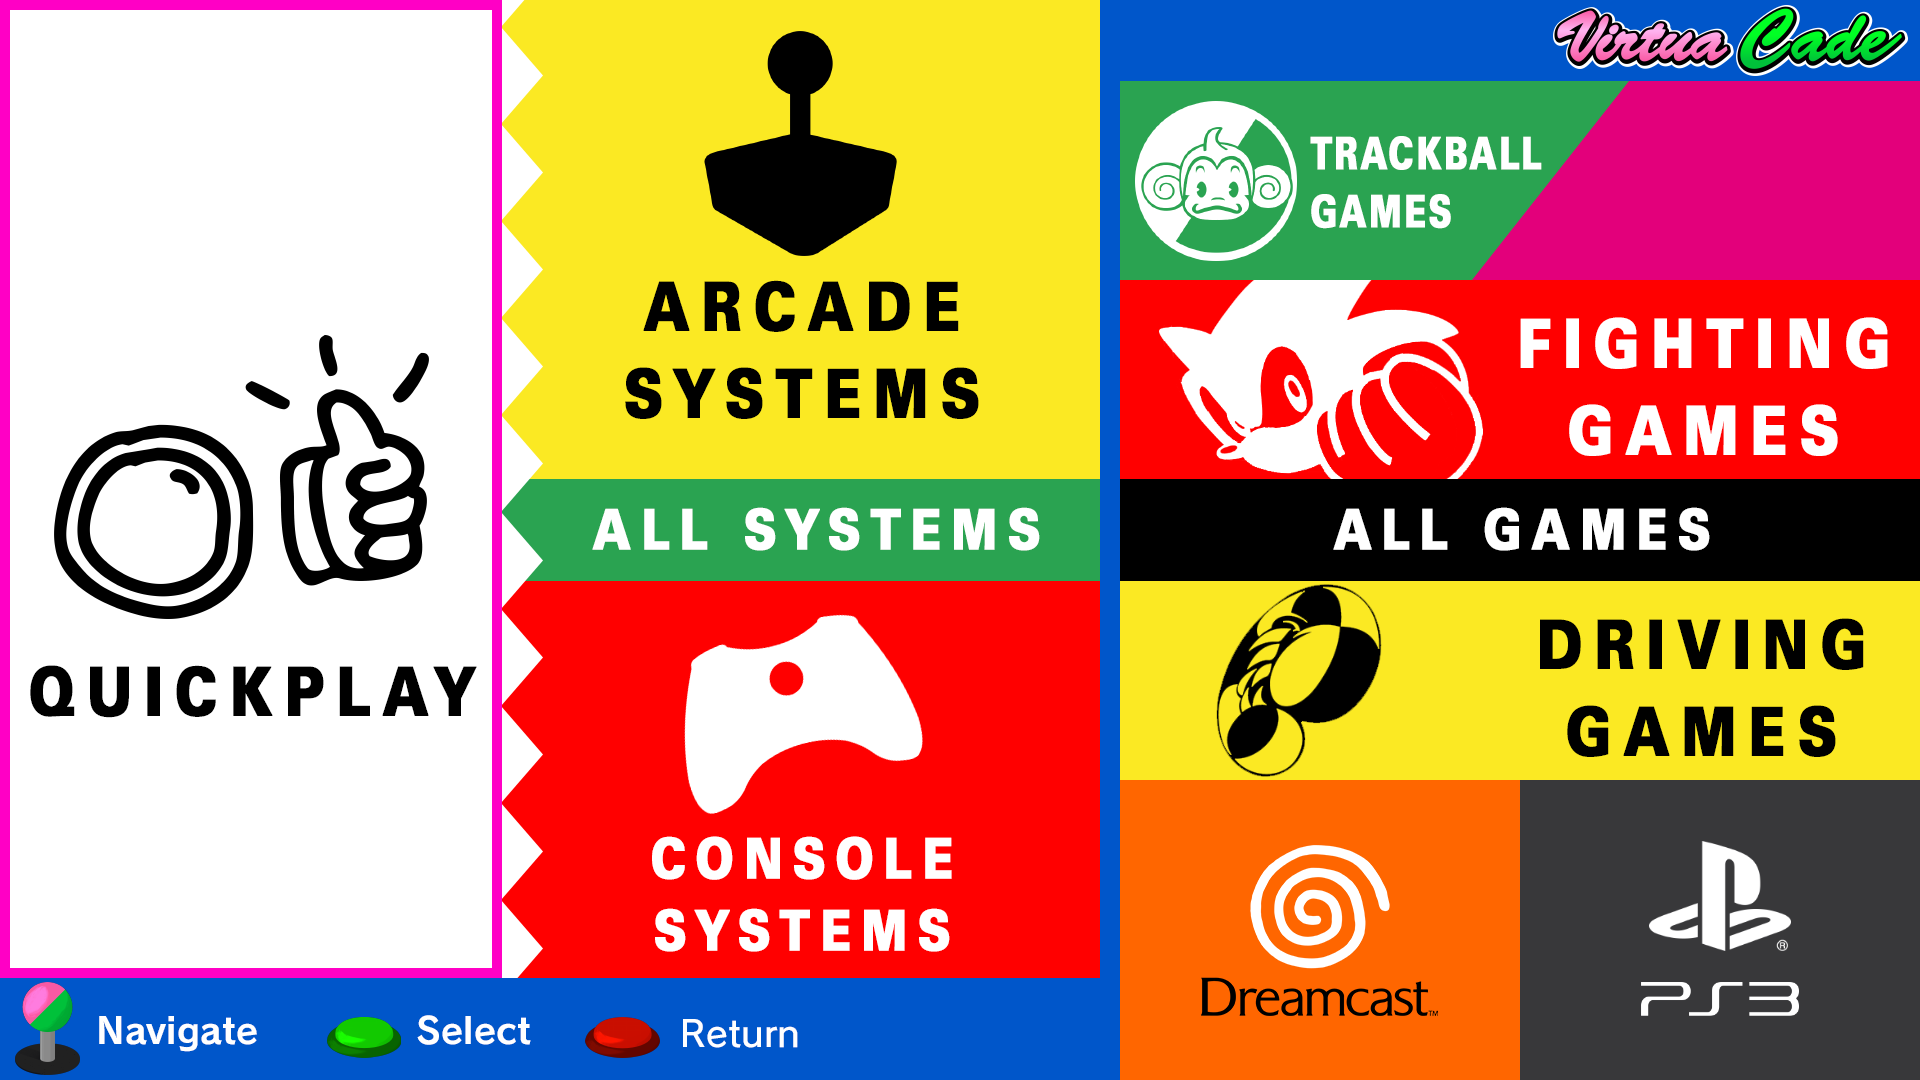 Virtua Cade
QUICKPLAY
ARCADE
SYSTEMS
ALL SYSTEMS
CONSOLE
SYSTEMS
TRACKBALL
GAMES
FIGHTING
GAMES
ALL GAMES
DRIVING
GAMES
Dreamcast™
®
PS3
Navigate
Select
Return